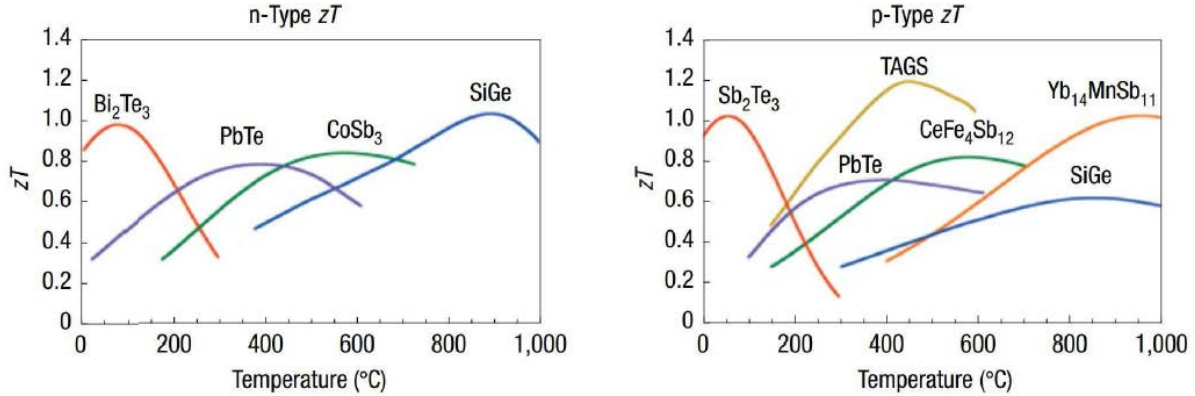 n-Type zT
1.4
1.2
1.0
0.8
0.6
0.4
0.2
0
zT
Bi2Te3
PbTe
CoSb3
SiGe
0 200 400 600 800 1,000
Temperature (°C)
p-Type zT
1.4
1.2
1.0
0.8
0.6
0.4
0.2
0
zT
Sb2Te3
TAGS
Yb14MnSb11
CeFe4Sb12
PbTe
SiGe
0 200 400 600 800 1,000
Temperature (°C)